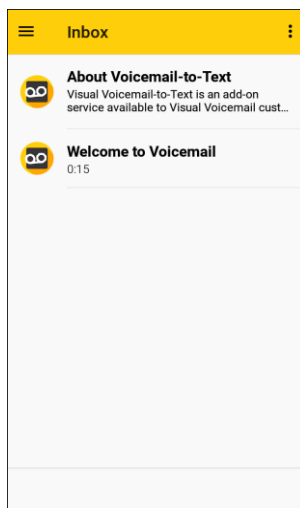 Inbox
About Voicemail-to-Text
Visual Voicemail-to-Text is an add-on
service available to Visual Voicemail cust...
Welcome to Voicemail
0:15